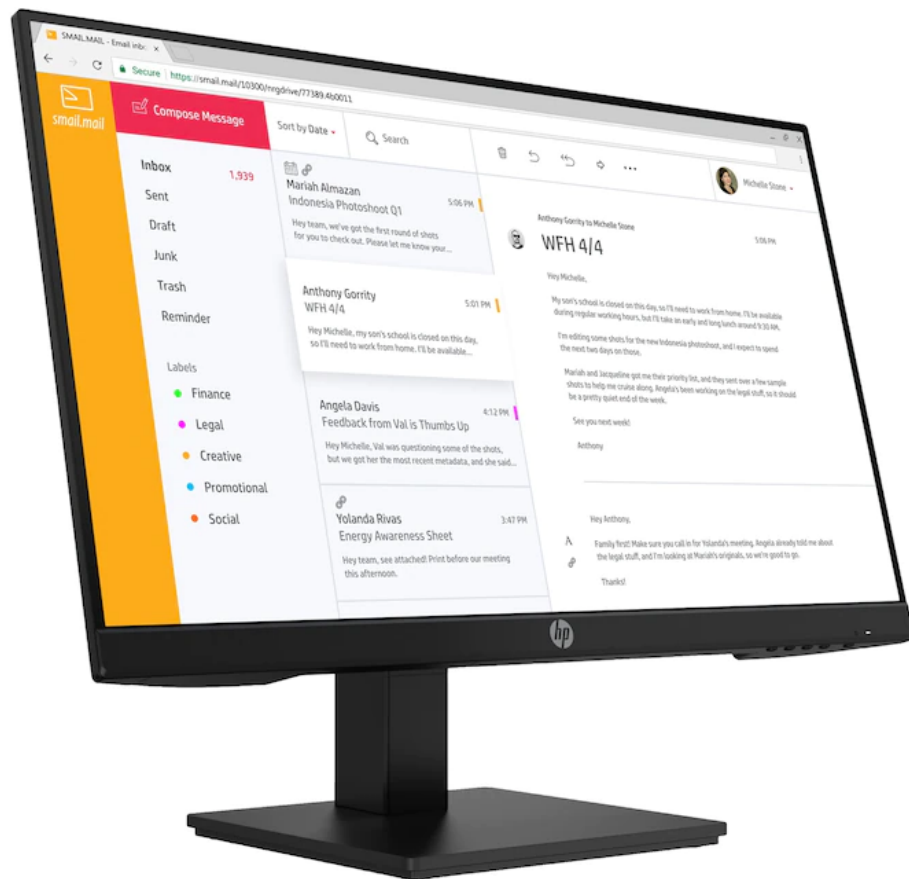 SMAIL.MAIL - Email inbo
Secure | https://smail.mail/10300/nrgdrive/77389.4b0011
smail.mail
Compose Message
Inbox 1,939
Sent
Draft
Junk
Trash
Reminder
Labels
Finance
Legal
Creative
Promotional
Social
Sort by Date
Search
Mariah Almazan
Indonesia Photoshoot Q1 5:06 PM
Hey team, we've got the first round of shots
for you to check out. Please let me know your...
Anthony Gorrity
WFH 4/4 5:01 PM
Hey Michelle, my son's school is closed on this day,
so I'll need to work from home. I'll be available...
Angela Davis 4:12 PM
Feedback from Val is Thumbs Up
Hey Michelle, Val was questioning some of the shots,
but we got her the most recent metadata, and she said...
Yolanda Rivas 3:47 PM
Energy Awareness Sheet
Hey team, see attached! Print before our meeting
this afternoon.
Michelle Stone
Anthony Gorrity to Michelle Stone 5:06 PM
WFH 4/4
Hey Michelle,
My son's school is closed on this day, so I'll need to work from home. I'll be available
during regular working hours, but I'll take an early and long lunch around 9:30 AM.
I'm editing some shots for the new Indonesia photoshoot, and I expect to spend
the next two days on those.
Mariah and Jacqueline got me their priority list, and they sent over a few sample
shots to help me cruise along. Angela's been working on the legal stuff, so it should
be a pretty quiet end of the week.
See you next week!
Anthony
Hey Anthony,
A
Family first! Make sure you call in for Yolanda's meeting. Angela already told me about
the legal stuff, and I'm looking at Mariah's originals, so we're good to go.
Thanks!
hp